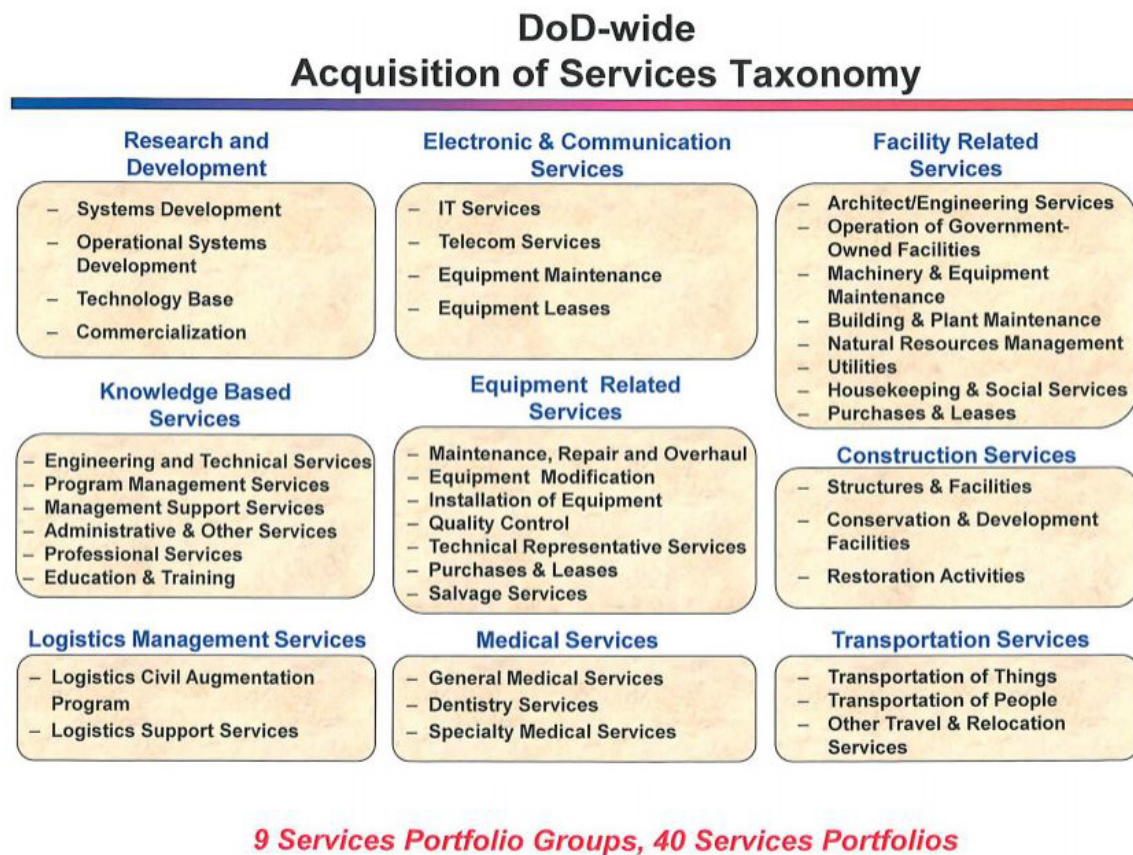 DoD-wide
Acquisition of Services Taxonomy
Research and
Development
– Systems Development
– Operational Systems
Development
– Technology Base
– Commercialization
Electronic & Communication
Services
– IT Services
– Telecom Services
– Equipment Maintenance
– Equipment Leases
Facility Related
Services
– Architect/Engineering Services
– Operation of Government-
Owned Facilities
– Machinery & Equipment
Maintenance
– Building & Plant Maintenance
– Natural Resources Management
– Utilities
– Housekeeping & Social Services
– Purchases & Leases
Knowledge Based
Services
– Engineering and Technical Services
– Program Management Services
– Management Support Services
– Administrative & Other Services
– Professional Services
– Education & Training
Equipment Related
Services
– Maintenance, Repair and Overhaul
– Equipment Modification
– Installation of Equipment
– Quality Control
– Technical Representative Services
– Purchases & Leases
– Salvage Services
Construction Services
– Structures & Facilities
– Conservation & Development
Facilities
– Restoration Activities
Logistics Management Services
– Logistics Civil Augmentation
Program
– Logistics Support Services
Medical Services
– General Medical Services
– Dentistry Services
– Specialty Medical Services
Transportation Services
– Transportation of Things
– Transportation of People
– Other Travel & Relocation
Services
9 Services Portfolio Groups, 40 Services Portfolios